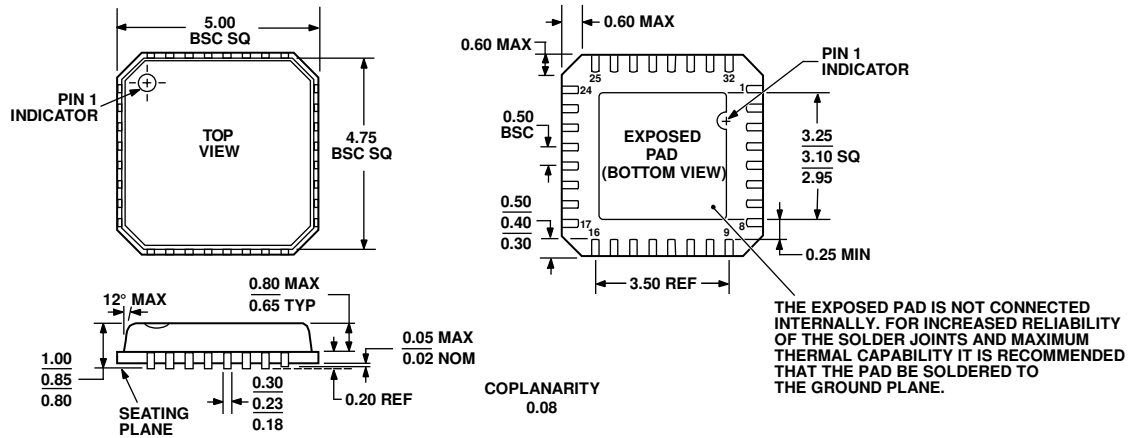 5.00
BSC SQ
PIN 1
INDICATOR
TOP
VIEW
4.75
BSC SQ
0.60 MAX
0.60 MAX
PIN 1
INDICATOR
25
32
24
1
0.50
BSC
EXPOSED
PAD
(BOTTOM VIEW)
3.25
3.10 SQ
2.95
0.50
0.40
0.30
17
16
9
8
0.25 MIN
3.50 REF
12° MAX
0.80 MAX
0.65 TYP
1.00
0.85
0.80
SEATING
PLANE
0.30
0.23
0.18
0.05 MAX
0.02 NOM
0.20 REF
COPLANARITY
0.08
THE EXPOSED PAD IS NOT CONNECTED
INTERNALLY. FOR INCREASED RELIABILITY
OF THE SOLDER JOINTS AND MAXIMUM
THERMAL CAPABILITY IT IS RECOMMENDED
THAT THE PAD BE SOLDERED TO
THE GROUND PLANE.